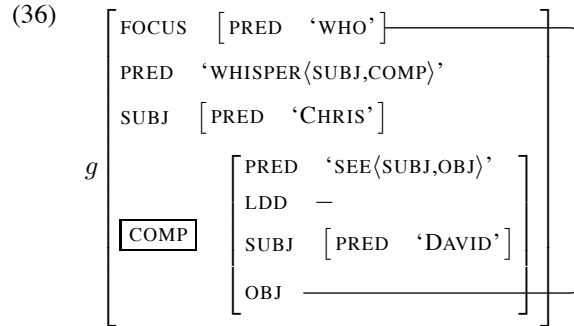 (36)
FOCUS [PRED ‘WHO’]
PRED ‘WHISPER⟨SUBJ,COMP⟩’
SUBJ [PRED ‘CHRIS’]
g
PRED ‘SEE⟨SUBJ,OBJ⟩’
LDD −
COMP
SUBJ [PRED ‘DAVID’]
OBJ